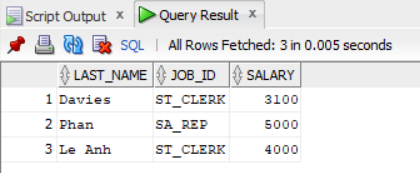 Script Output x Query Result x
SQL | All Rows Fetched: 3 in 0.005 seconds
LAST_NAME JOB_ID SALARY
1 Davies ST_CLERK 3100
2 Phan SA_REP 5000
3 Le Anh ST_CLERK 4000